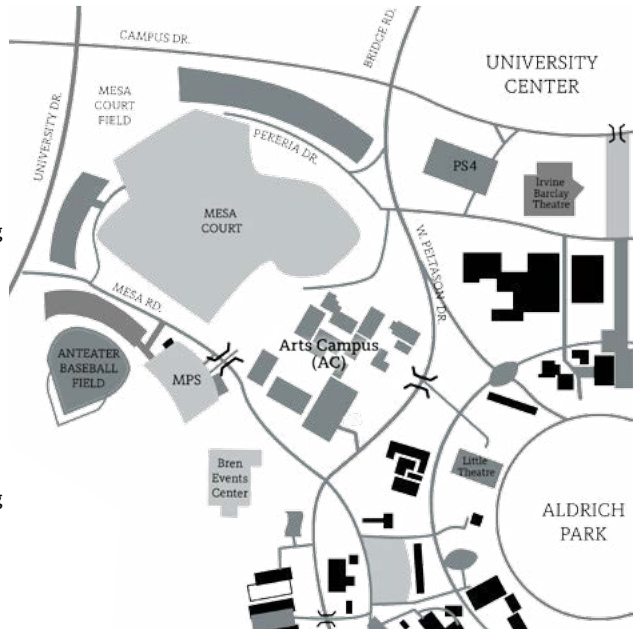 CAMPUS DR.
BRIDGE RD.
UNIVERSITY
CENTER
MESA
COURT
FIELD
UNIVERSITY DR.
PERERIA DR.
PS4
Irvine
Barclay
Theatre
MESA
COURT
g
W. PELTASON DR.
MESA RD.
Arts Campus
(AC)
ANTEATER
BASEBALL
FIELD
MPS
Little
Theatre
Bren
Events
Center
g
ALDRICH
PARK